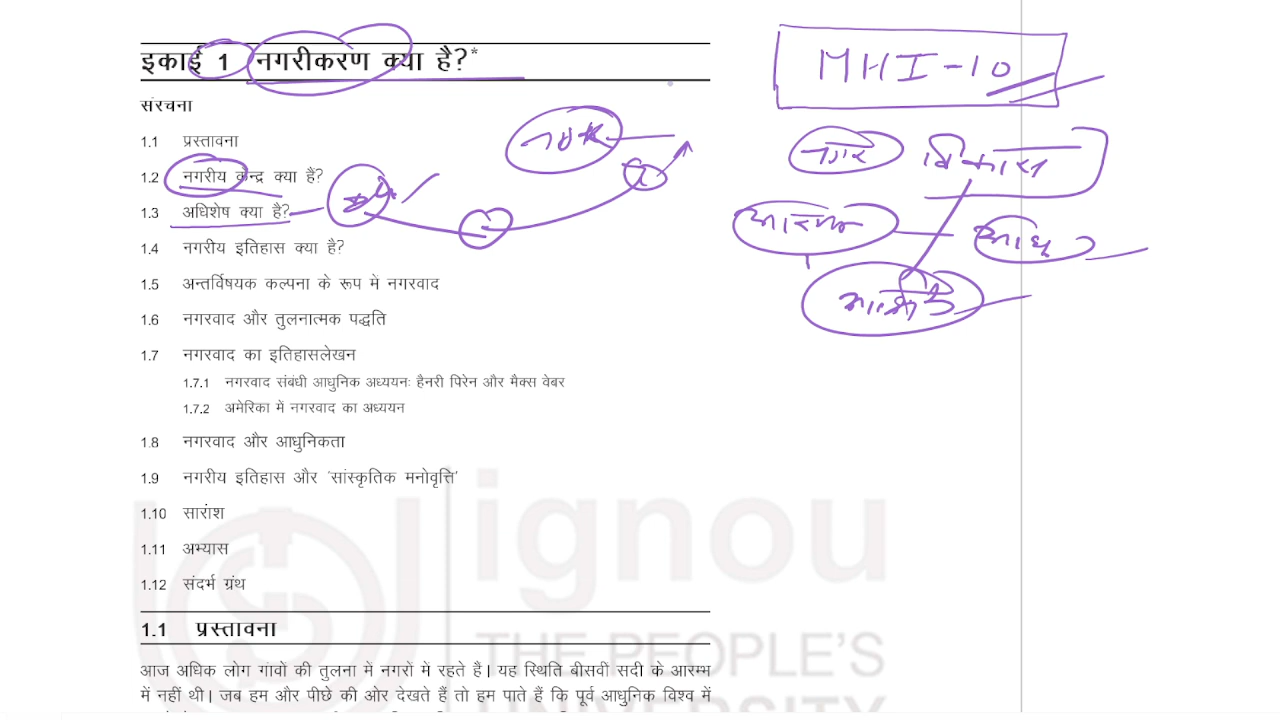 इकाई 1 नगरीकरण क्या है?*
संरचना
1.1 प्रस्तावना
1.2 नगरीय केन्द्र क्या हैं?
1.3 अधिशेष क्या है?
1.4 नगरीय इतिहास क्या है?
1.5 अन्तर्विषयक कल्पना के रूप में नगरवाद
1.6 नगरवाद और तुलनात्मक पद्धति
1.7 नगरवाद का इतिहासलेखन
1.7.1 नगरवाद संबंधी आधुनिक अध्ययनः हैनरी पिरेन और मैक्स वेबर
1.7.2 अमेरिका में नगरवाद का अध्ययन
1.8 नगरवाद और आधुनिकता
1.9 नगरीय इतिहास और 'सांस्कृतिक मनोवृत्ति'
1.10 सारांश
1.11 अभ्यास
1.12 संदर्भ ग्रंथ
1.1 प्रस्तावना
आज अधिक लोग गांवों की तुलना में नगरों में रहते हैं। यह स्थिति बीसवीं सदी के आरम्भ
में नहीं थी। जब हम और पीछे की ओर देखते हैं तो हम पाते हैं कि पूर्व आधुनिक विश्व में
MHI-10
नगर विकास
ignou
THE PEOPLE'S
UNIVERSITY